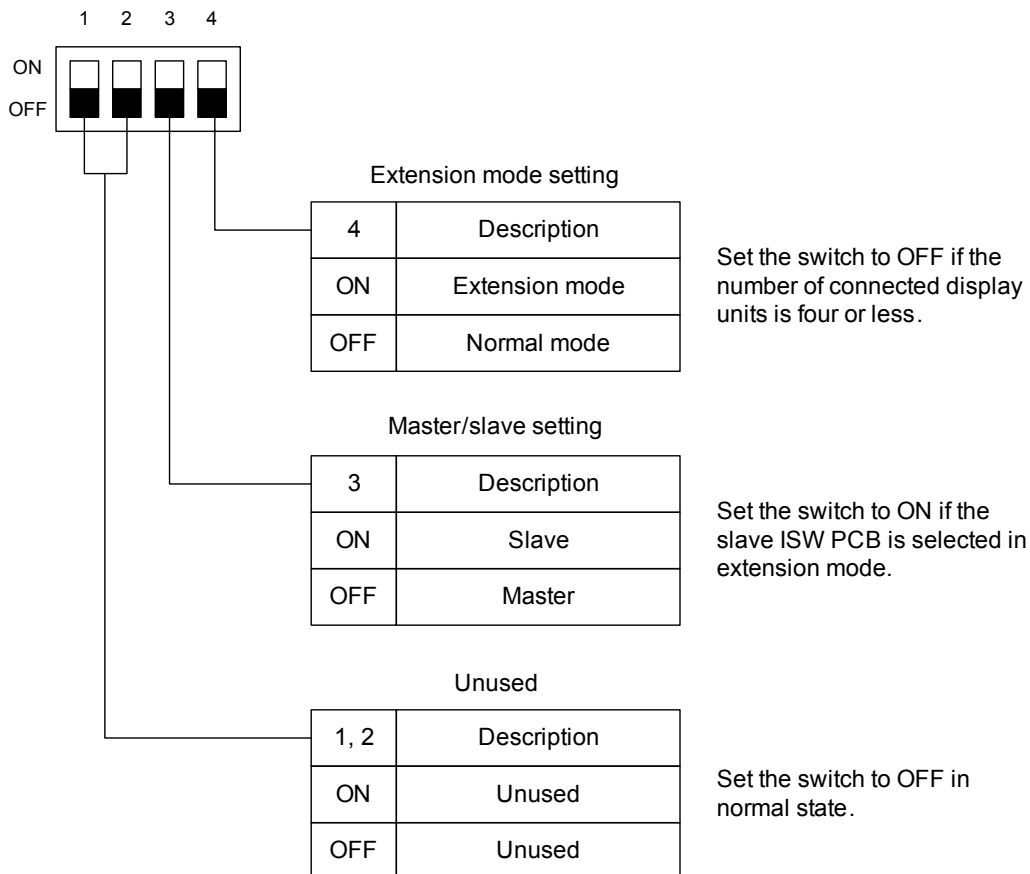 1 2 3 4
ON
OFF
Extension mode setting
4 Description
ON Extension mode
OFF Normal mode
Set the switch to OFF if the
number of connected display
units is four or less.
Master/slave setting
3 Description
ON Slave
OFF Master
Set the switch to ON if the
slave ISW PCB is selected in
extension mode.
Unused
1, 2 Description
ON Unused
OFF Unused
Set the switch to OFF in
normal state.